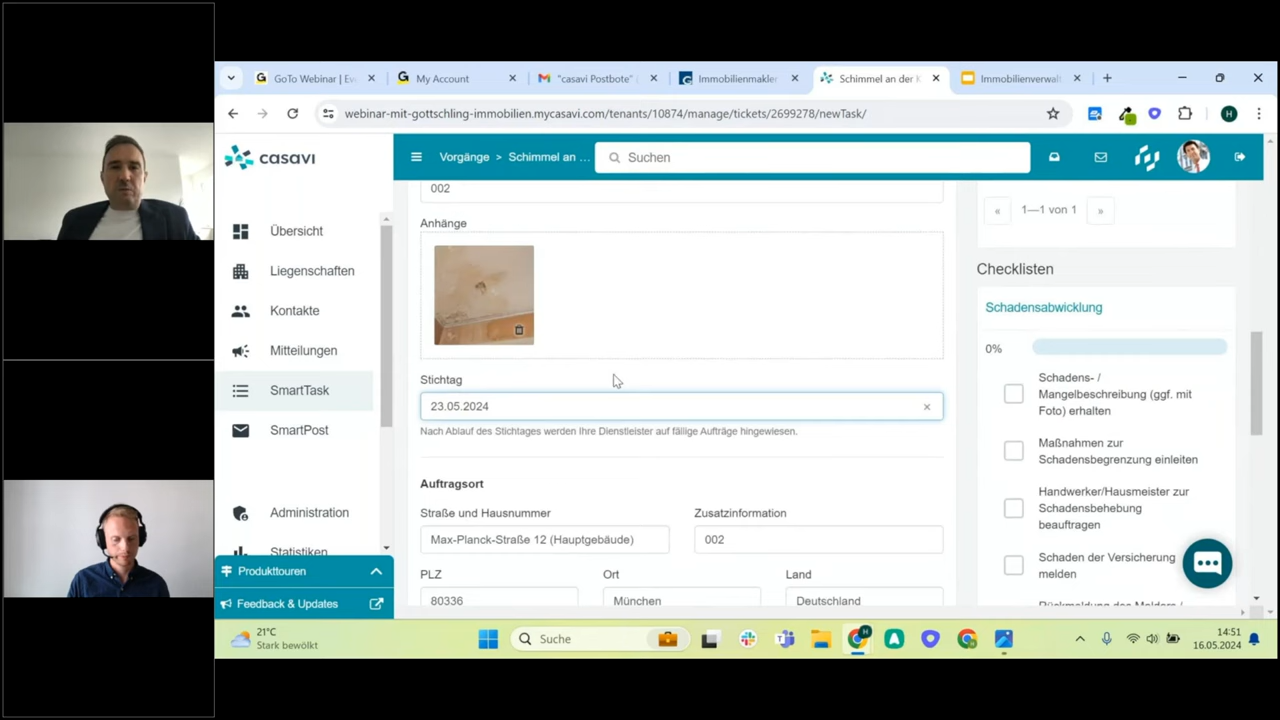 GoTo Webinar | Eve
My Account
"casavi Postbote" (
Immobilienmakler
Schimmel an der K
Immobilienverwalt
webinar-mit-gottschling-immobilien.mycasavi.com/tenants/10874/manage/tickets/2699278/newTask/
H
casavi
Vorgänge > Schimmel an ...
Suchen
Übersicht
Liegenschaften
Kontakte
Mitteilungen
SmartTask
SmartPost
Administration
Statistiken
Produkttouren
Feedback & Updates
002
Anhänge
Stichtag
23.05.2024
Nach Ablauf des Stichtages werden Ihre Dienstleister auf fällige Aufträge hingewiesen.
Auftragsort
Straße und Hausnummer
Zusatzinformation
Max-Planck-Straße 12 (Hauptgebäude)
002
PLZ
Ort
Land
80336
München
Deutschland
« 1—1 von 1 »
Checklisten
Schadensabwicklung
0%
Schadens- /
Mangelbeschreibung (ggf. mit
Foto) erhalten
Maßnahmen zur
Schadensbegrenzung einleiten
Handwerker/Hausmeister zur
Schadensbehebung
beauftragen
Schaden der Versicherung
melden
Rückmeldung des Melders /
21°C
Stark bewölkt
Suche
14:51
16.05.2024